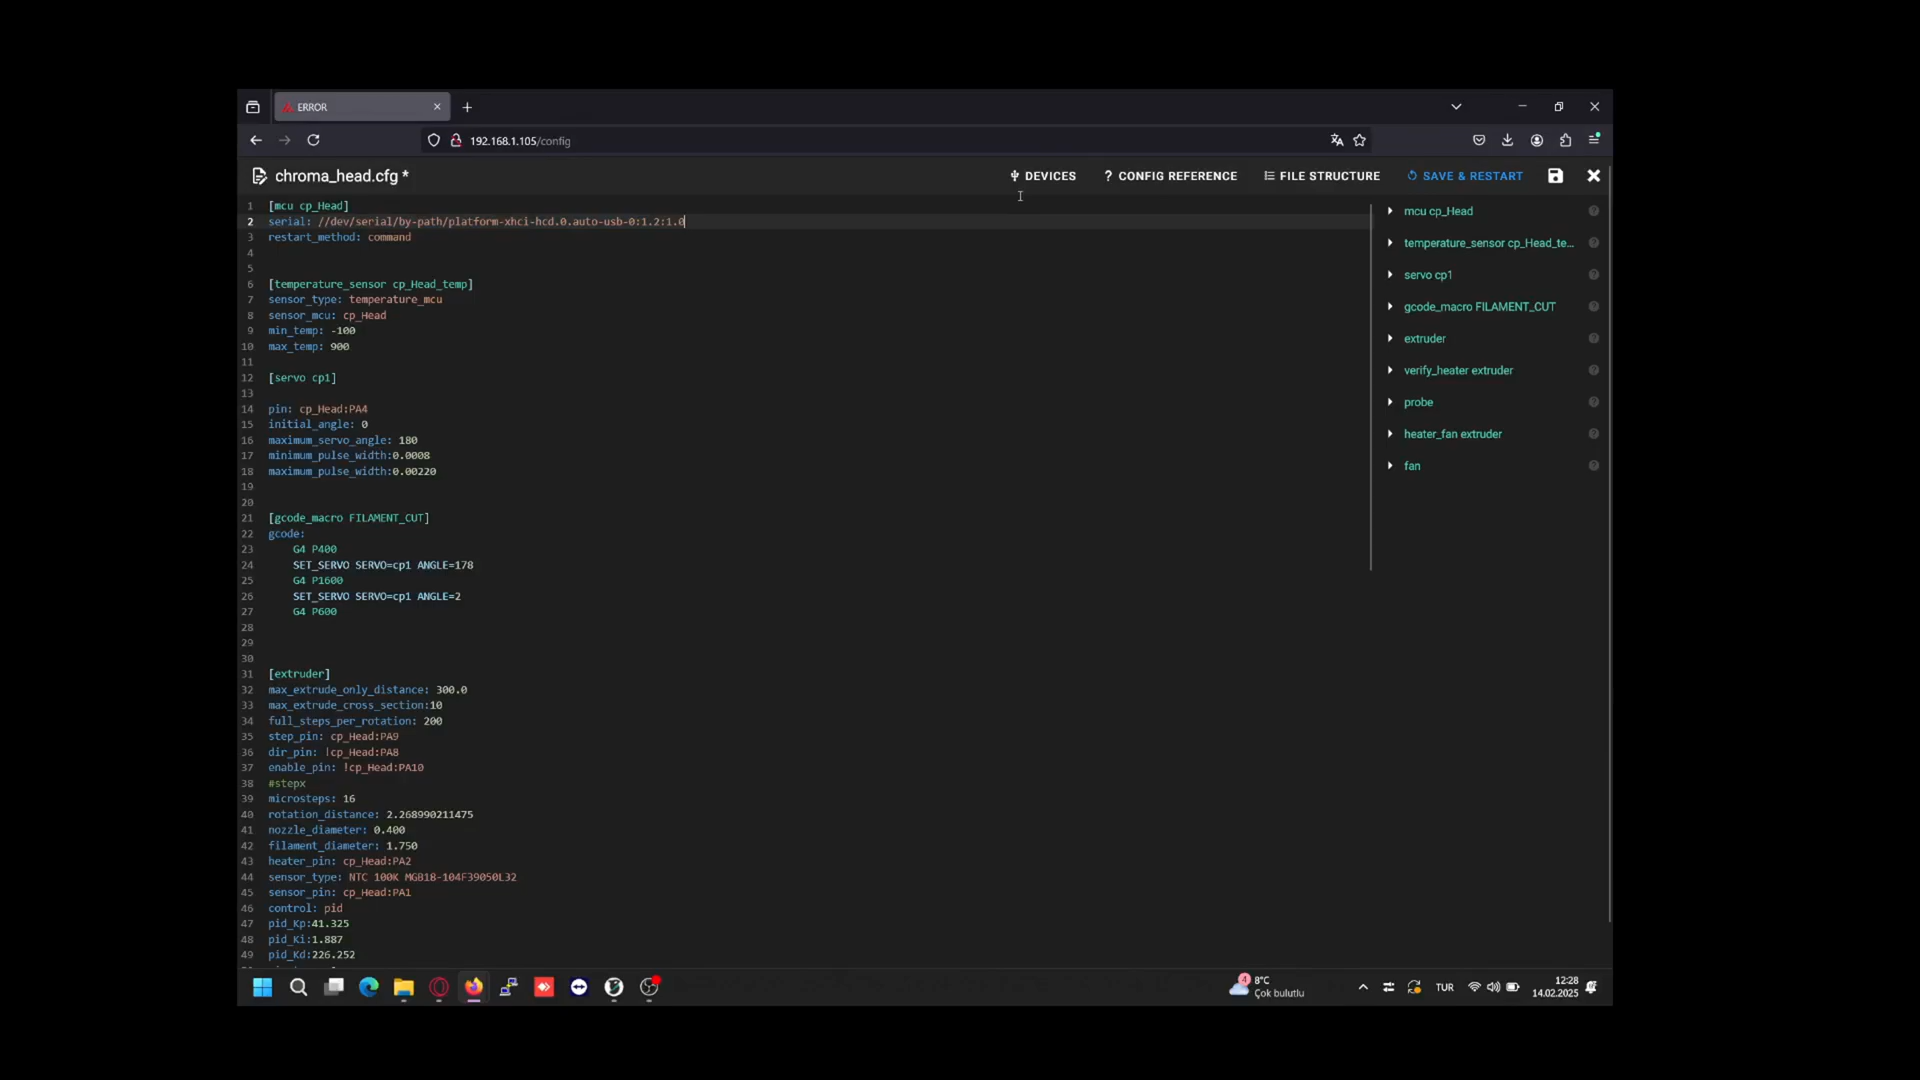 ERROR
192.168.1.105/config
chroma_head.cfg *
DEVICES
? CONFIG REFERENCE
FILE STRUCTURE
SAVE & RESTART
1 [mcu cp_Head]
2 serial: //dev/serial/by-path/platform-xhci-hcd.0.auto-usb-0:1.2:1.0
3 restart_method: command
4
5
6 [temperature_sensor cp_Head_temp]
7 sensor_type: temperature_mcu
8 sensor_mcu: cp_Head
9 min_temp: -100
10 max_temp: 900
11
12 [servo cp1]
13
14 pin: cp_Head:PA4
15 initial_angle: 0
16 maximum_servo_angle: 180
17 minimum_pulse_width:0.0008
18 maximum_pulse_width:0.00220
19
20
21 [gcode_macro FILAMENT_CUT]
22 gcode:
23 G4 P400
24 SET_SERVO SERVO=cp1 ANGLE=178
25 G4 P1600
26 SET_SERVO SERVO=cp1 ANGLE=2
27 G4 P600
28
29
30
31 [extruder]
32 max_extrude_only_distance: 300.0
33 max_extrude_cross_section:10
34 full_steps_per_rotation: 200
35 step_pin: cp_Head:PA9
36 dir_pin: !cp_Head:PA8
37 enable_pin: !cp_Head:PA10
38 #stepx
39 microsteps: 16
40 rotation_distance: 2.268990211475
41 nozzle_diameter: 0.400
42 filament_diameter: 1.750
43 heater_pin: cp_Head:PA2
44 sensor_type: NTC 100K MGB18-104F39050L32
45 sensor_pin: cp_Head:PA1
46 control: pid
47 pid_Kp:41.325
48 pid_Ki:1.887
49 pid_Kd:226.252
mcu cp_Head
temperature_sensor cp_Head_te...
servo cp1
gcode_macro FILAMENT_CUT
extruder
verify_heater extruder
probe
heater_fan extruder
fan
4
8°C
Çok bulutlu
TUR
12:28
14.02.2025